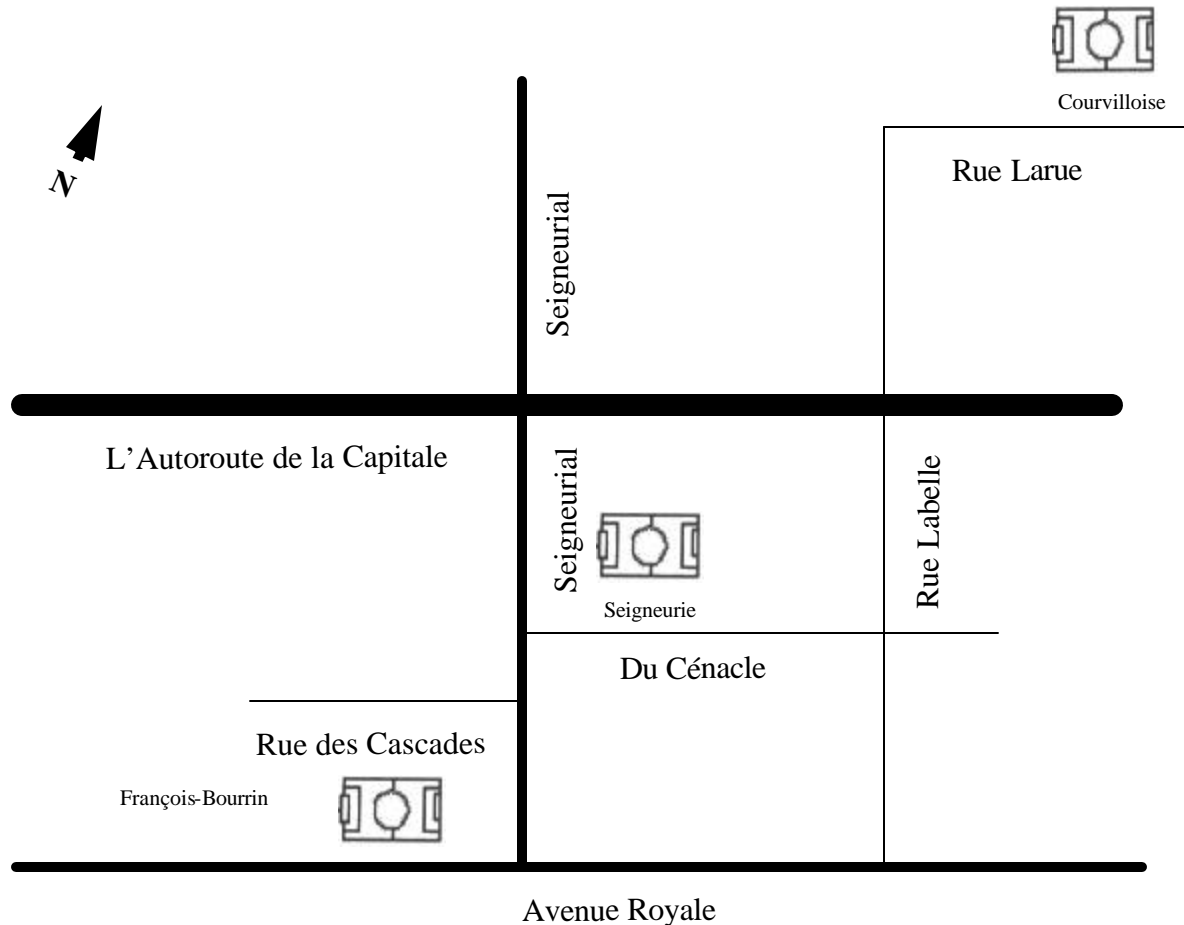 Courvilloise
Rue Larue
N
Seigneurial
L'Autoroute de la Capitale
Seigneurial
Rue Labelle
Seigneurie
Du Cénacle
Rue des Cascades
François-Bourrin
Avenue Royale